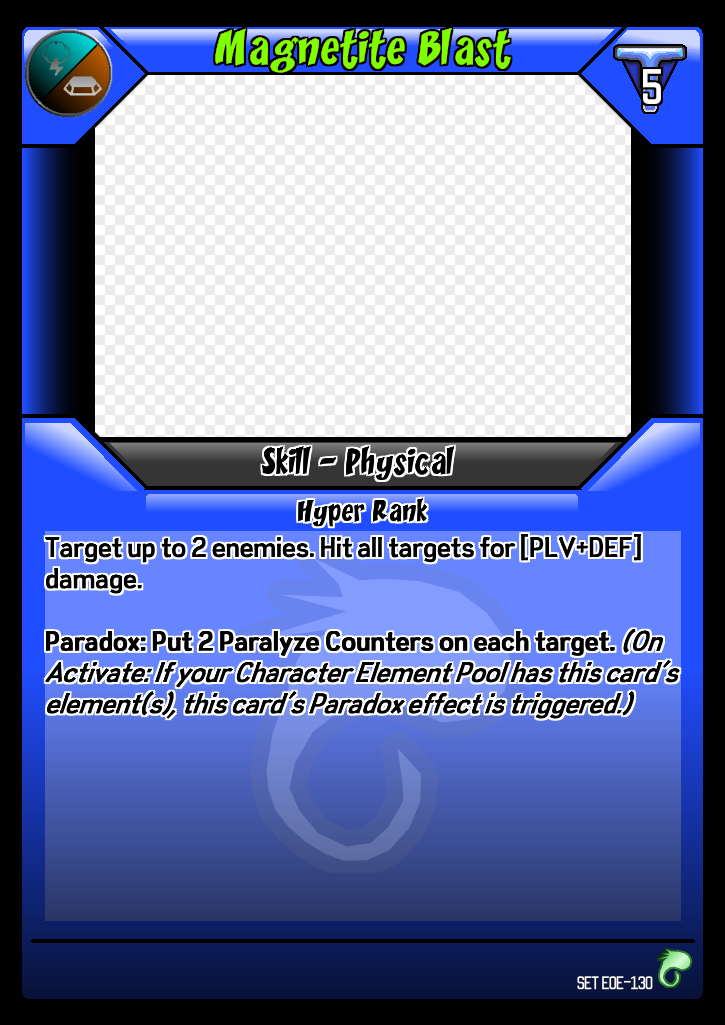 Magnetite Blast
5
Skill - Physical
Hyper Rank
Target up to 2 enemies. Hit all targets for [PLV+DEF]
damage.
Paradox: Put 2 Paralyze Counters on each target. (On
Activate: If your Character Element Pool has this card's
element(s), this card's Paradox effect is triggered.)
SET EOE-130